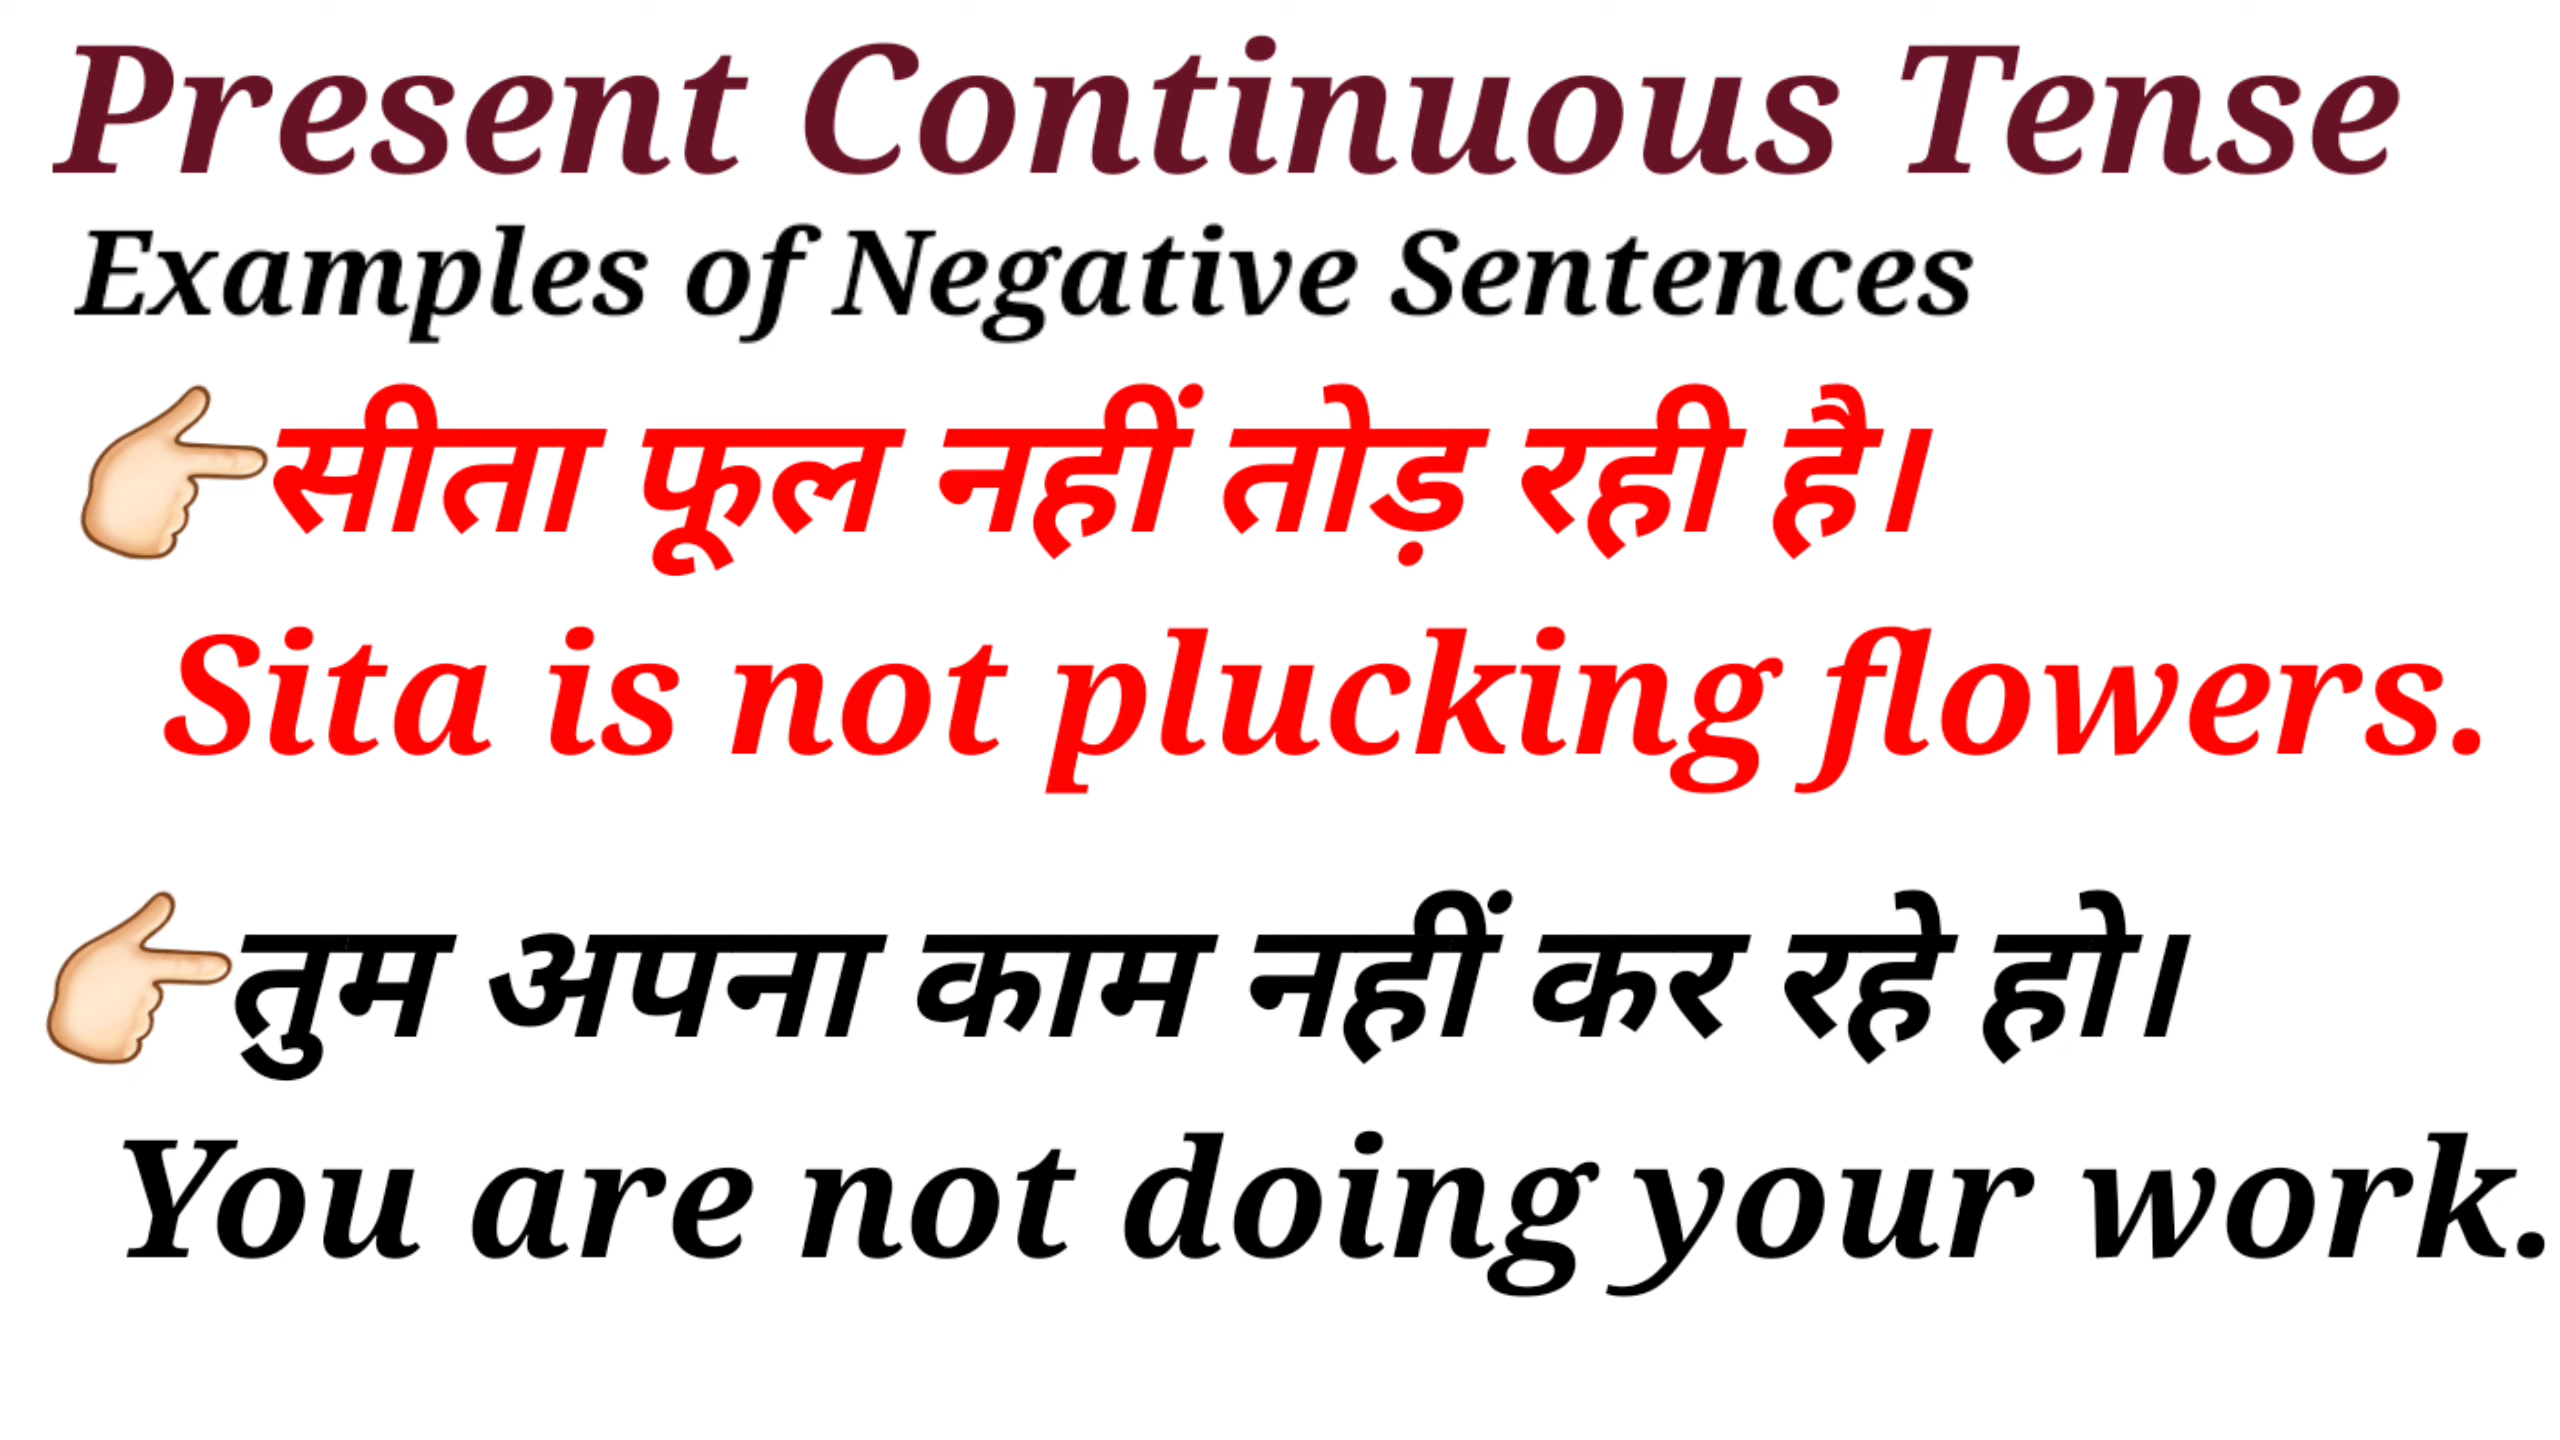 Present Continuous Tense
Examples of Negative Sentences
👉सीता फूल नहीं तोड़ रही है।
Sita is not plucking flowers.
👉तुम अपना काम नहीं कर रहे हो।
You are not doing your work.